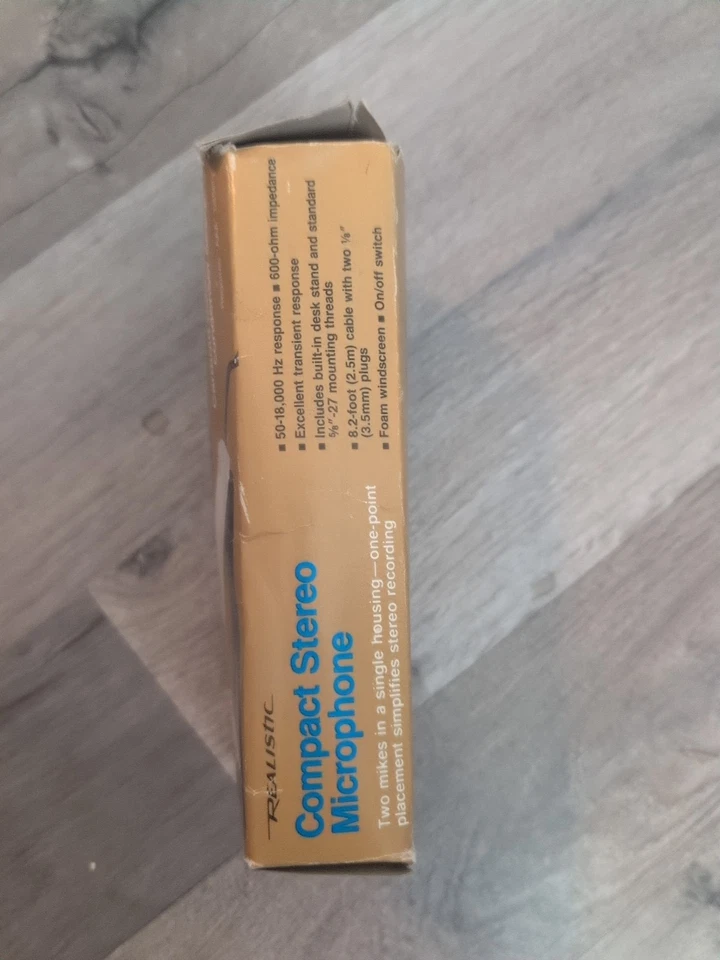 REALISTIC
Compact Stereo
Microphone
Two mikes in a single housing—one-point
placement simplifies stereo recording
■ 50-18,000 Hz response ■ 600-ohm impedance
■ Excellent transient response
■ Includes built-in desk stand and standard
5/8"-27 mounting threads
■ 8.2-foot (2.5m) cable with two 1/8"
(3.5mm) plugs
■ Foam windscreen ■ On/off switch